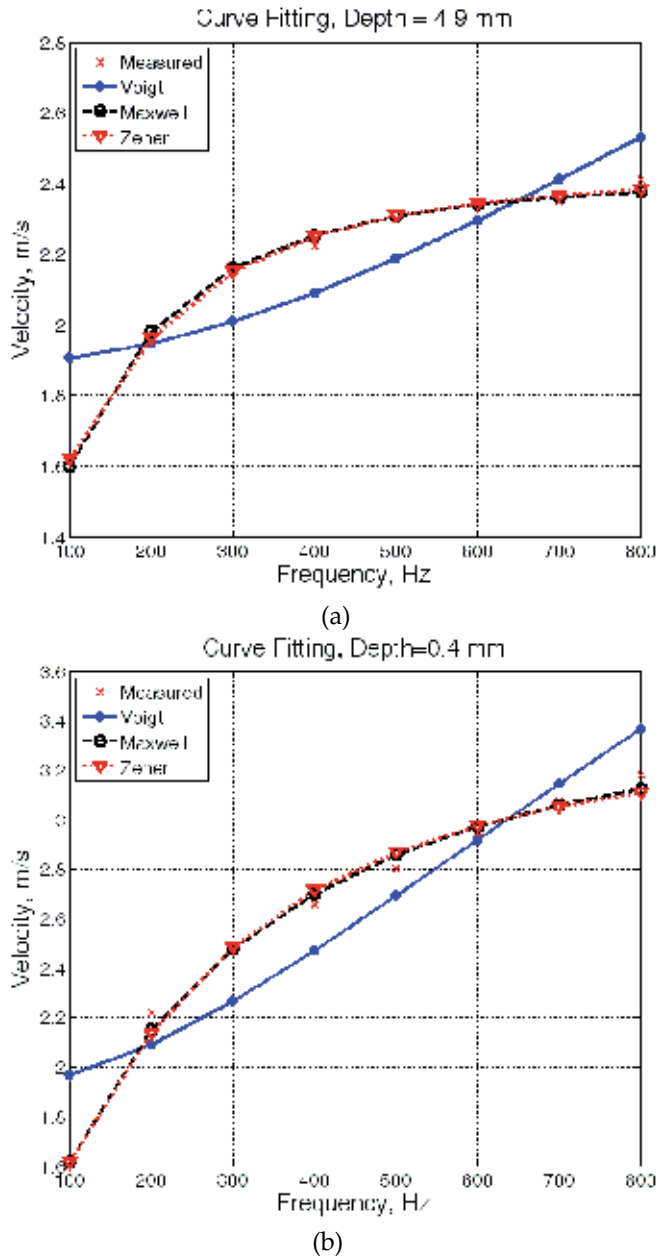 Curve Fitting, Depth = 4.9 mm
2.8
2.6
2.4
2.2
2
1.8
1.6
1.4
Velocity, m/s
Measured
Voigt
Maxwell
Zener
100 200 300 400 500 600 700 800
Frequency, Hz
(a)
Curve Fitting, Depth=0.4 mm
3.6
3.4
3.2
3
2.8
2.6
2.4
2.2
2
1.8
1.6
Velocity, m/s
Measured
Voigt
Maxwell
Zener
100 200 300 400 500 600 700 800
Frequency, Hz
(b)